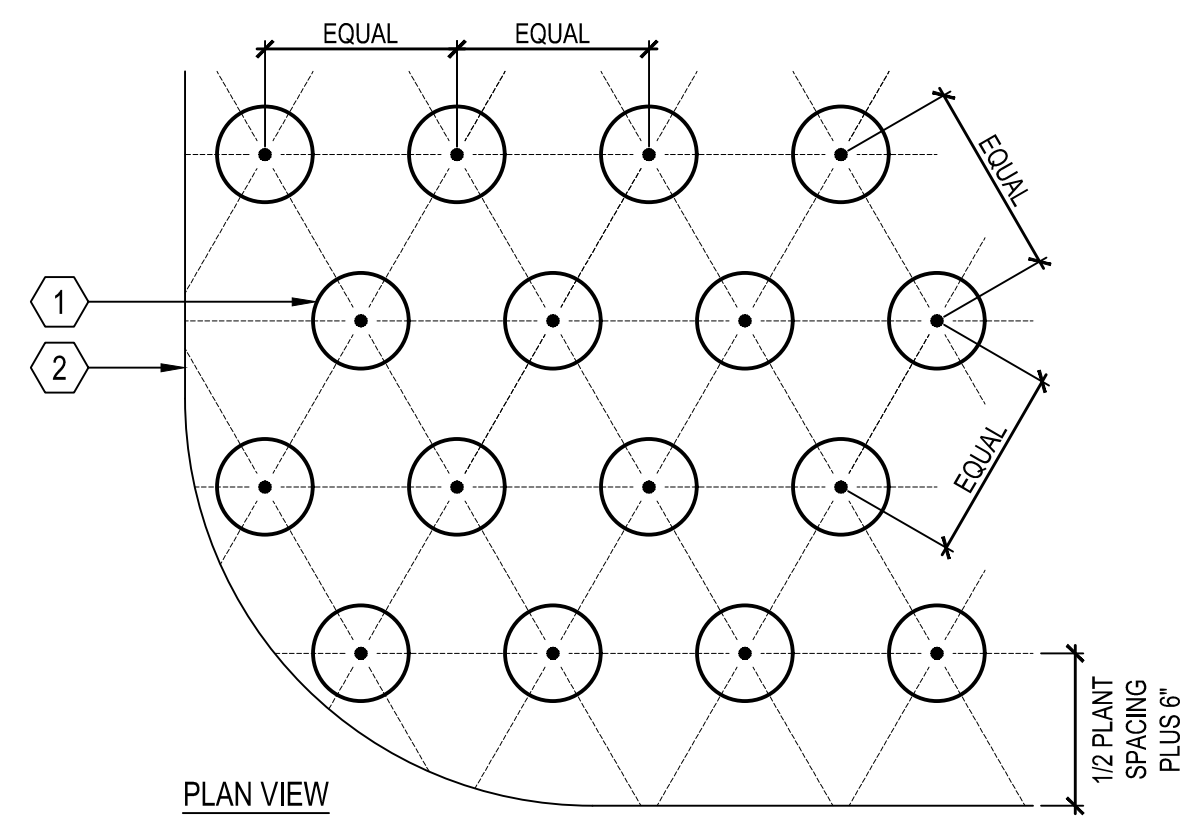 EQUAL
EQUAL
EQUAL
1
2
EQUAL
1/2 PLANT
SPACING
PLUS 6"
PLAN VIEW